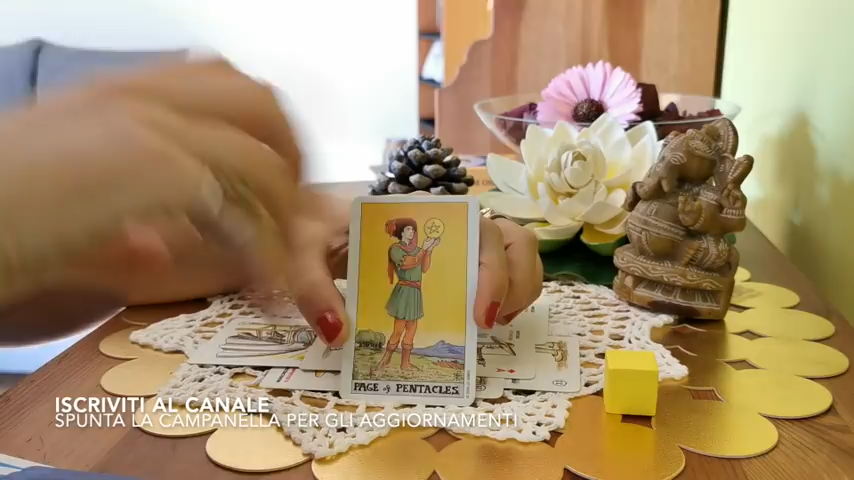 PAGE of PENTACLES.
ISCRIVITI AL CANALE
SPUNTA LA CAMPANELLA PER GLI AGGIORNAMENTI